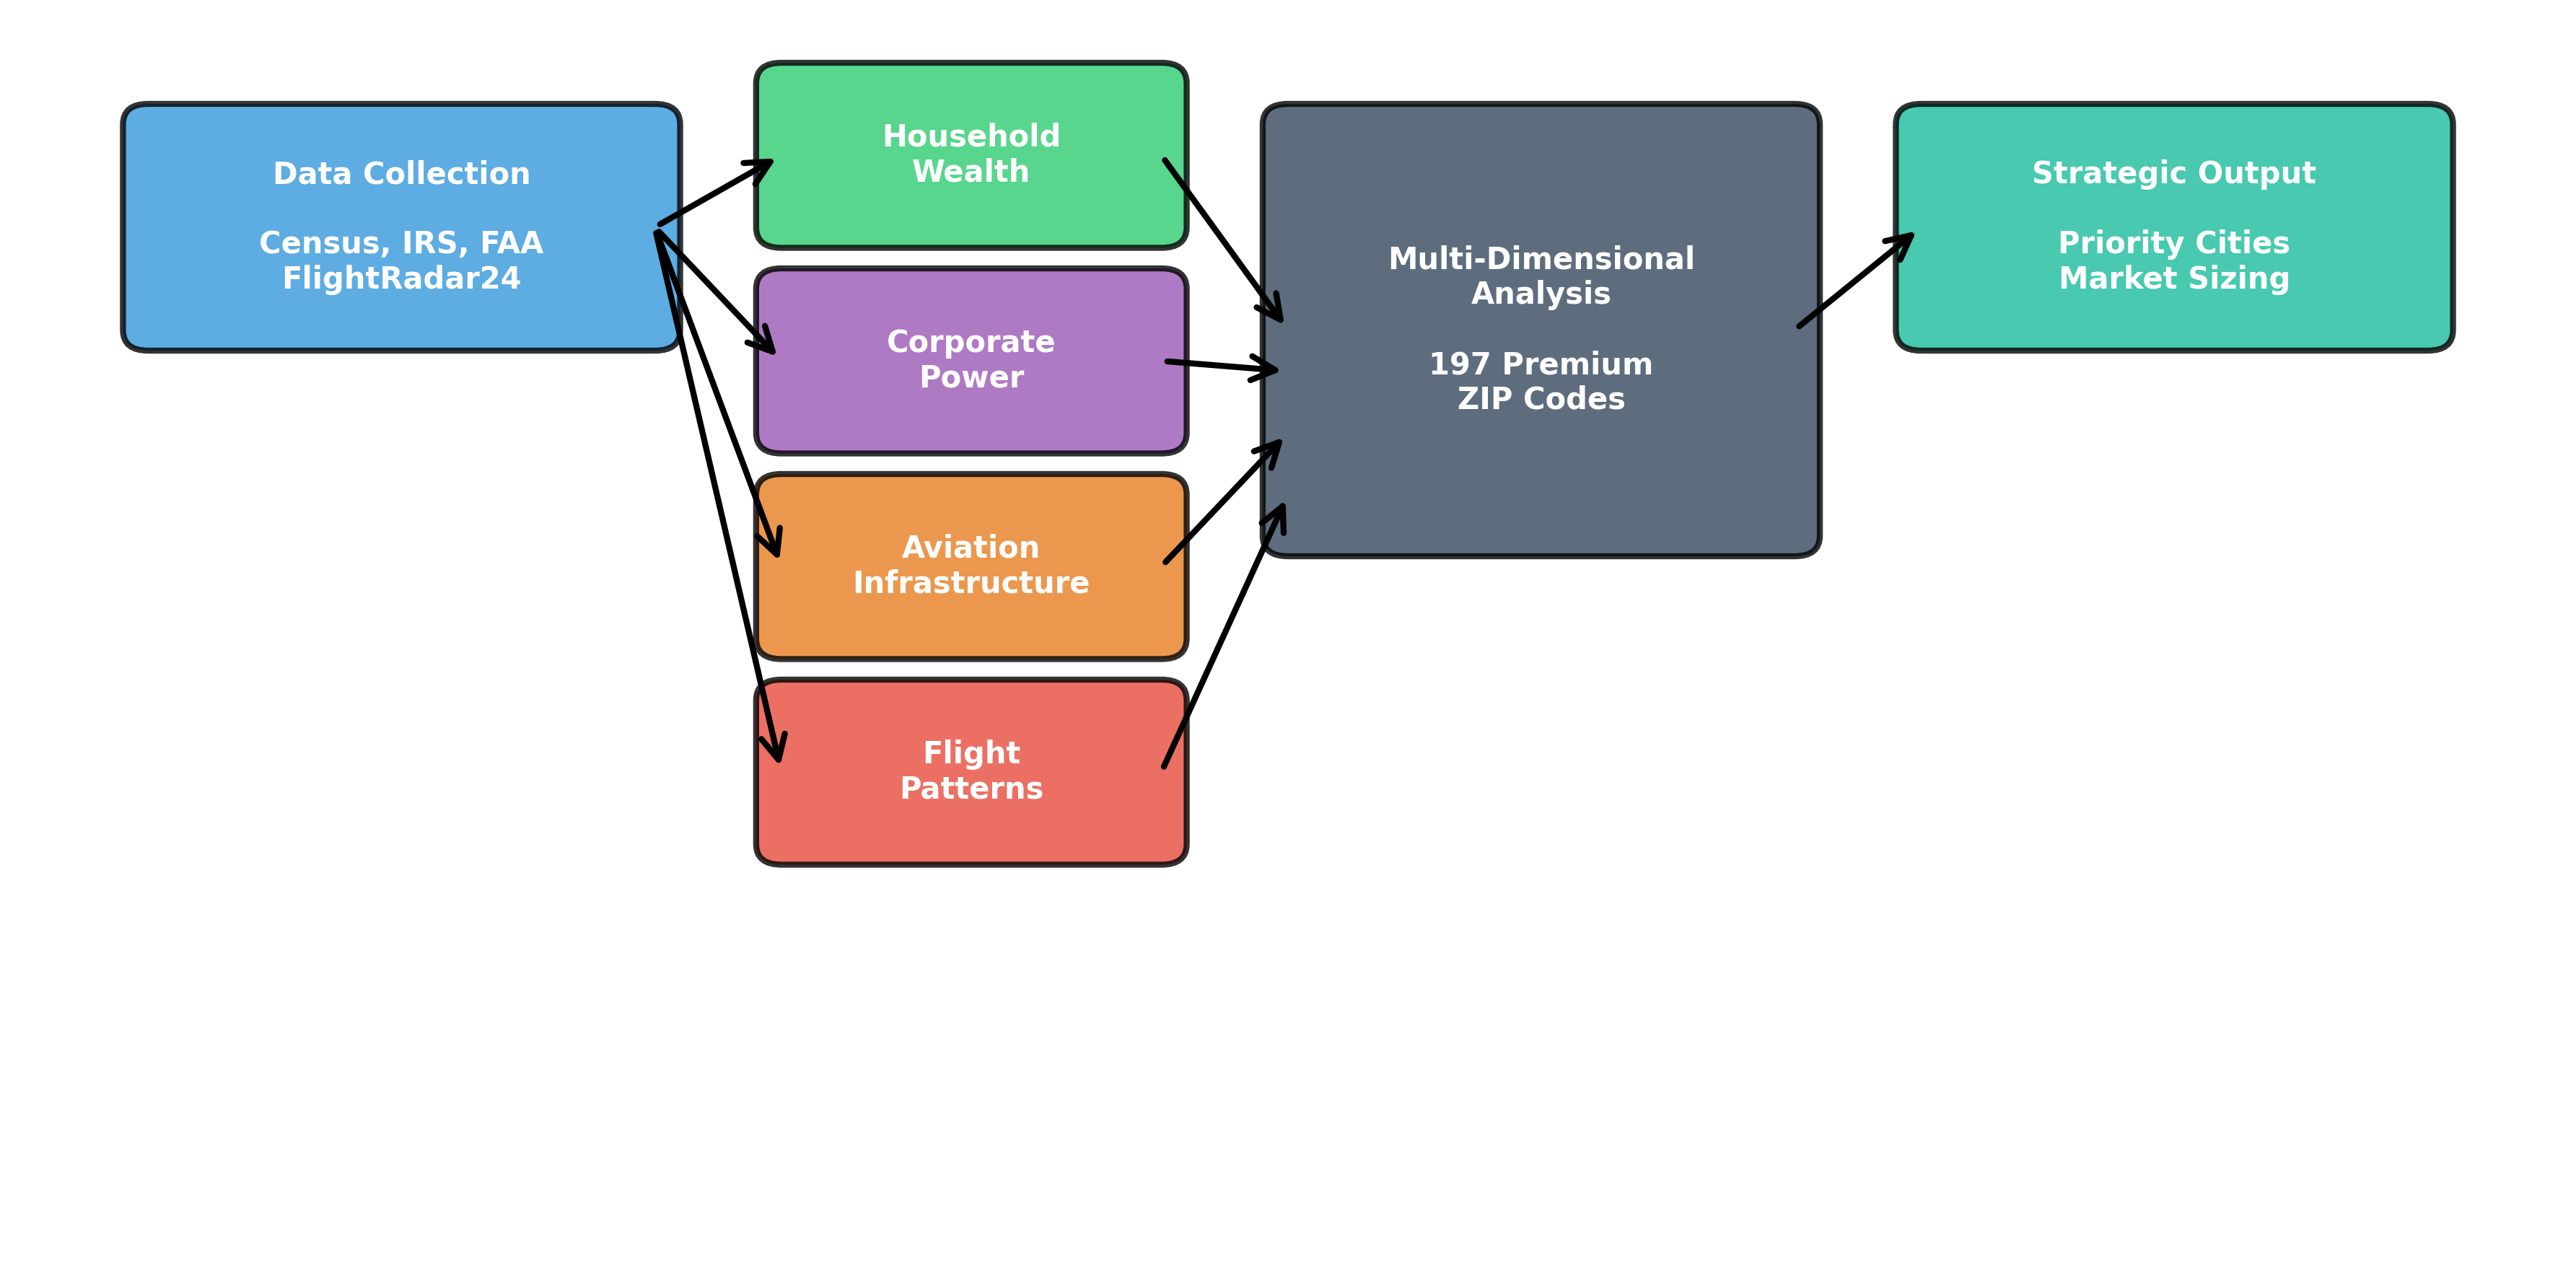 Data Collection
Census, IRS, FAA
FlightRadar24
Household
Wealth
Corporate
Power
Aviation
Infrastructure
Flight
Patterns
Multi-Dimensional
Analysis
197 Premium
ZIP Codes
Strategic Output
Priority Cities
Market Sizing